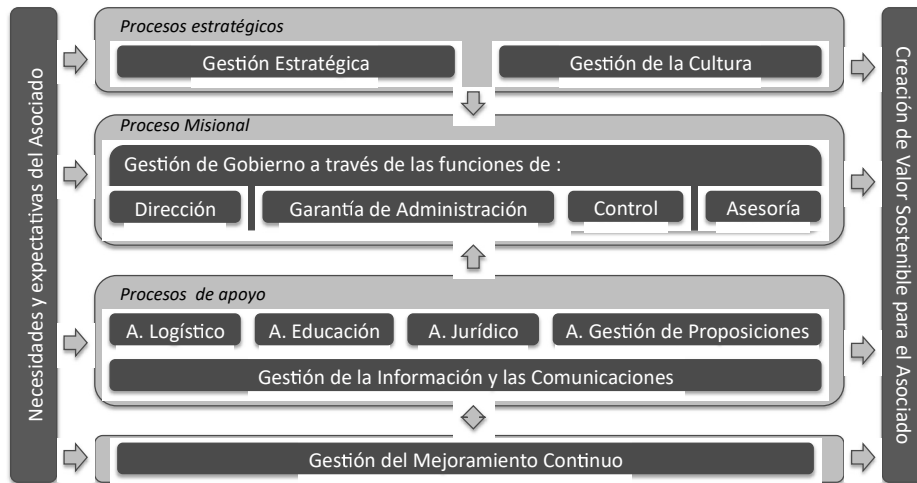 Necesidades y expectativas del Asociado
Procesos estratégicos
Gestión Estratégica
Gestión de la Cultura
Proceso Misional
Gestión de Gobierno a través de las funciones de :
Dirección
Garantía de Administración
Control
Asesoría
Procesos de apoyo
A. Logístico
A. Educación
A. Jurídico
A. Gestión de Proposiciones
Gestión de la Información y las Comunicaciones
Gestión del Mejoramiento Continuo
Creación de Valor Sostenible para el Asociado